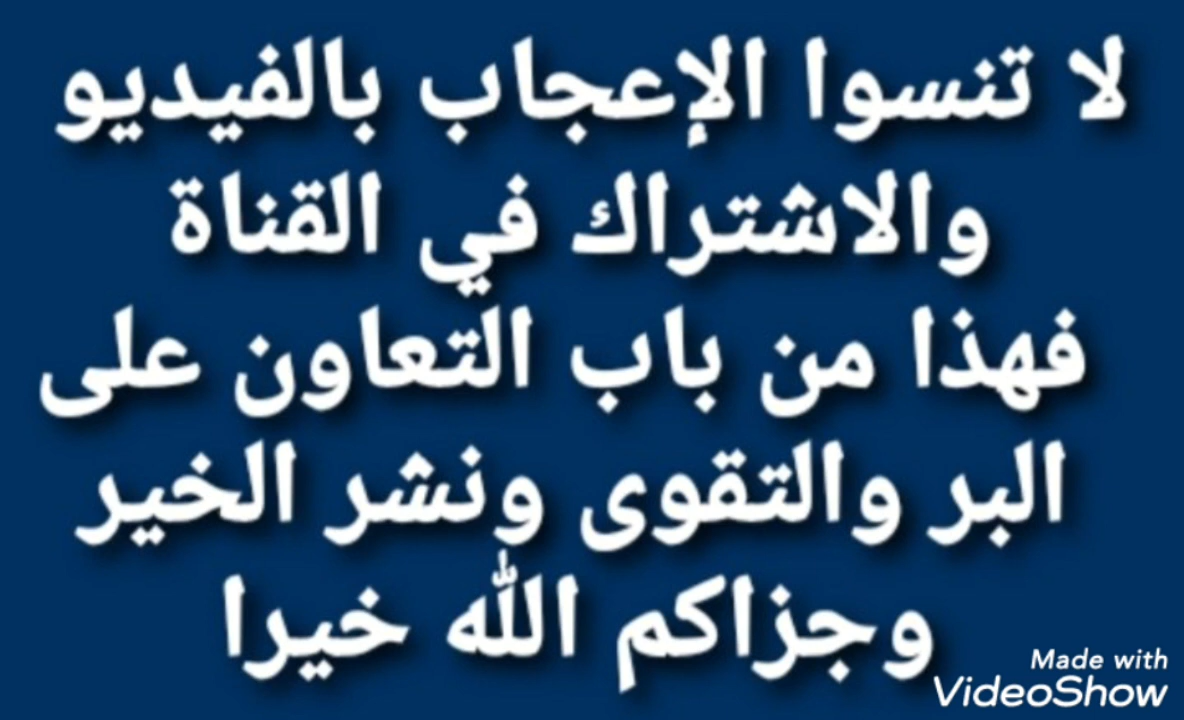 لا تنسوا الإعجاب بالفيديو
والاشتراك في القناة
فهذا من باب التعاون على
البر والتقوى ونشر الخير
وجزاكم الله خيرا
Made with
VideoShow